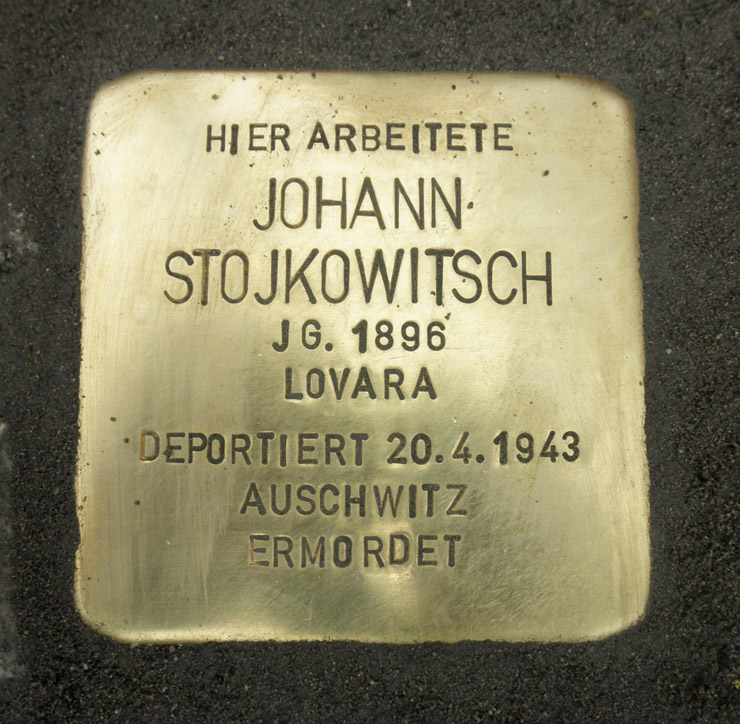 HIER ARBEITETE
JOHANN
STOJKOWITSCH
JG. 1896
LOVARA
DEPORTIERT 20.4.1943
AUSCHWITZ
ERMORDET